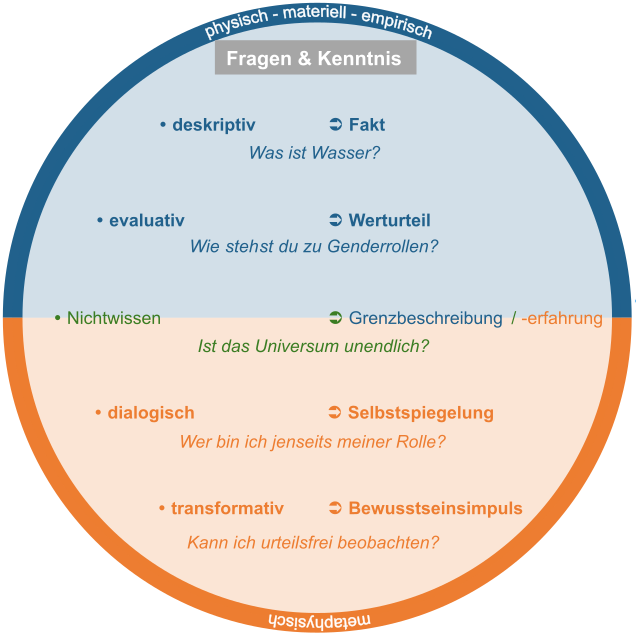 physisch - materiell - empirisch
Fragen & Kenntnis
• deskriptiv ➲ Fakt
Was ist Wasser?
• evaluativ ➲ Werturteil
Wie stehst du zu Genderrollen?
• Nichtwissen ➲ Grenzbeschreibung / -erfahrung
Ist das Universum unendlich?
• dialogisch ➲ Selbstspiegelung
Wer bin ich jenseits meiner Rolle?
• transformativ ➲ Bewusstseinsimpuls
Kann ich urteilsfrei beobachten?
metaphysisch